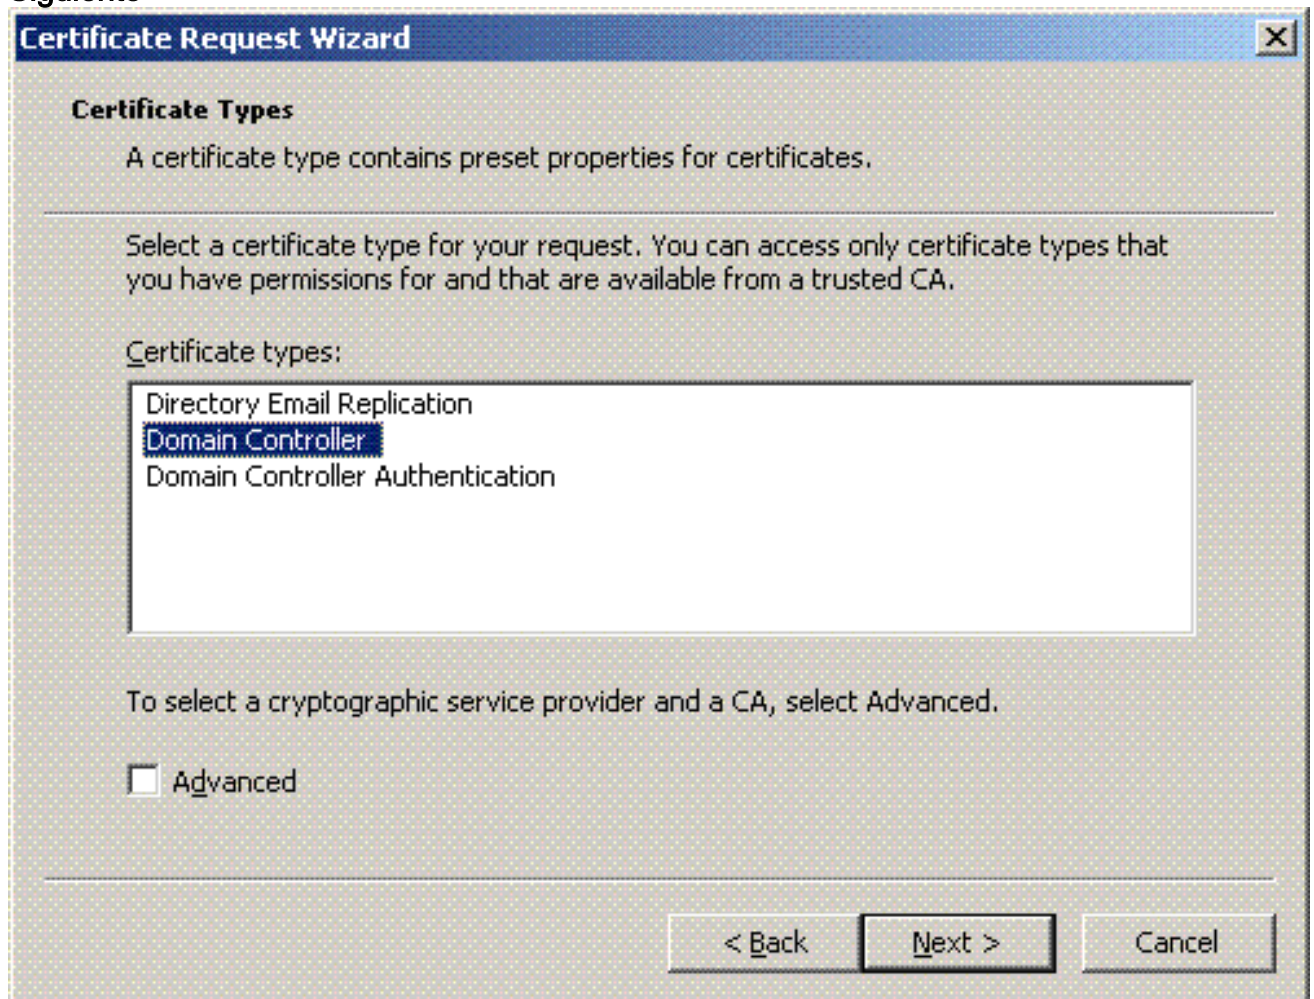 Siguiente
Certificate Request Wizard
Certificate Types
A certificate type contains preset properties for certificates.
Select a certificate type for your request. You can access only certificate types that
you have permissions for and that are available from a trusted CA.
Certificate types:
Directory Email Replication
Domain Controller
Domain Controller Authentication
To select a cryptographic service provider and a CA, select Advanced.
Advanced
< Back
Next >
Cancel